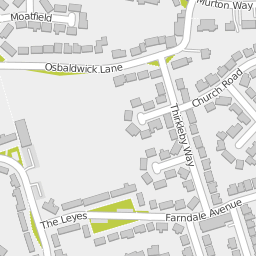 Moatfield
Murton Way
Osbaldwick Lane
Church Road
Thirkleby Way
The Leyes
Farndale Avenue